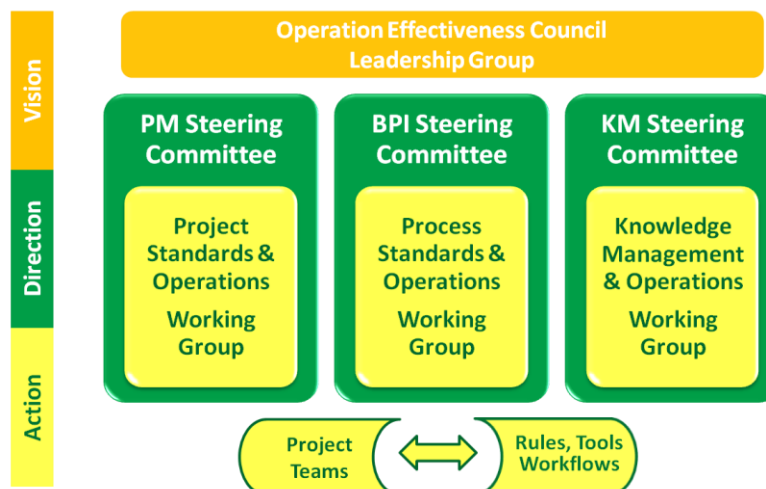 Operation Effectiveness Council
Leadership Group
Vision
Direction
Action
PM Steering
Committee
Project
Standards &
Operations
Working
Group
BPI Steering
Committee
Process
Standards &
Operations
Working
Group
KM Steering
Committee
Knowledge
Management
& Operations
Working
Group
Project
Teams
Rules, Tools
Workflows